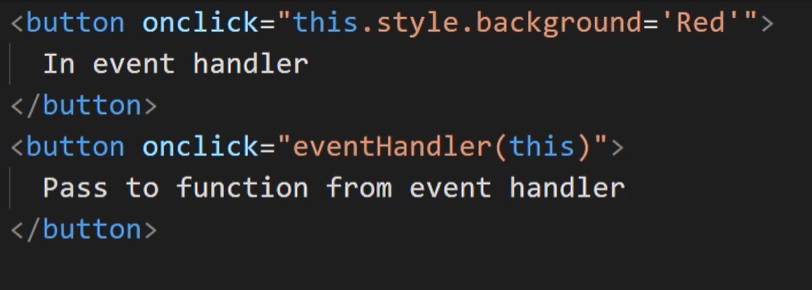 <button onclick="this.style.background='Red'">
In event handler
</button>
<button onclick="eventHandler(this)">
Pass to function from event handler
</button>